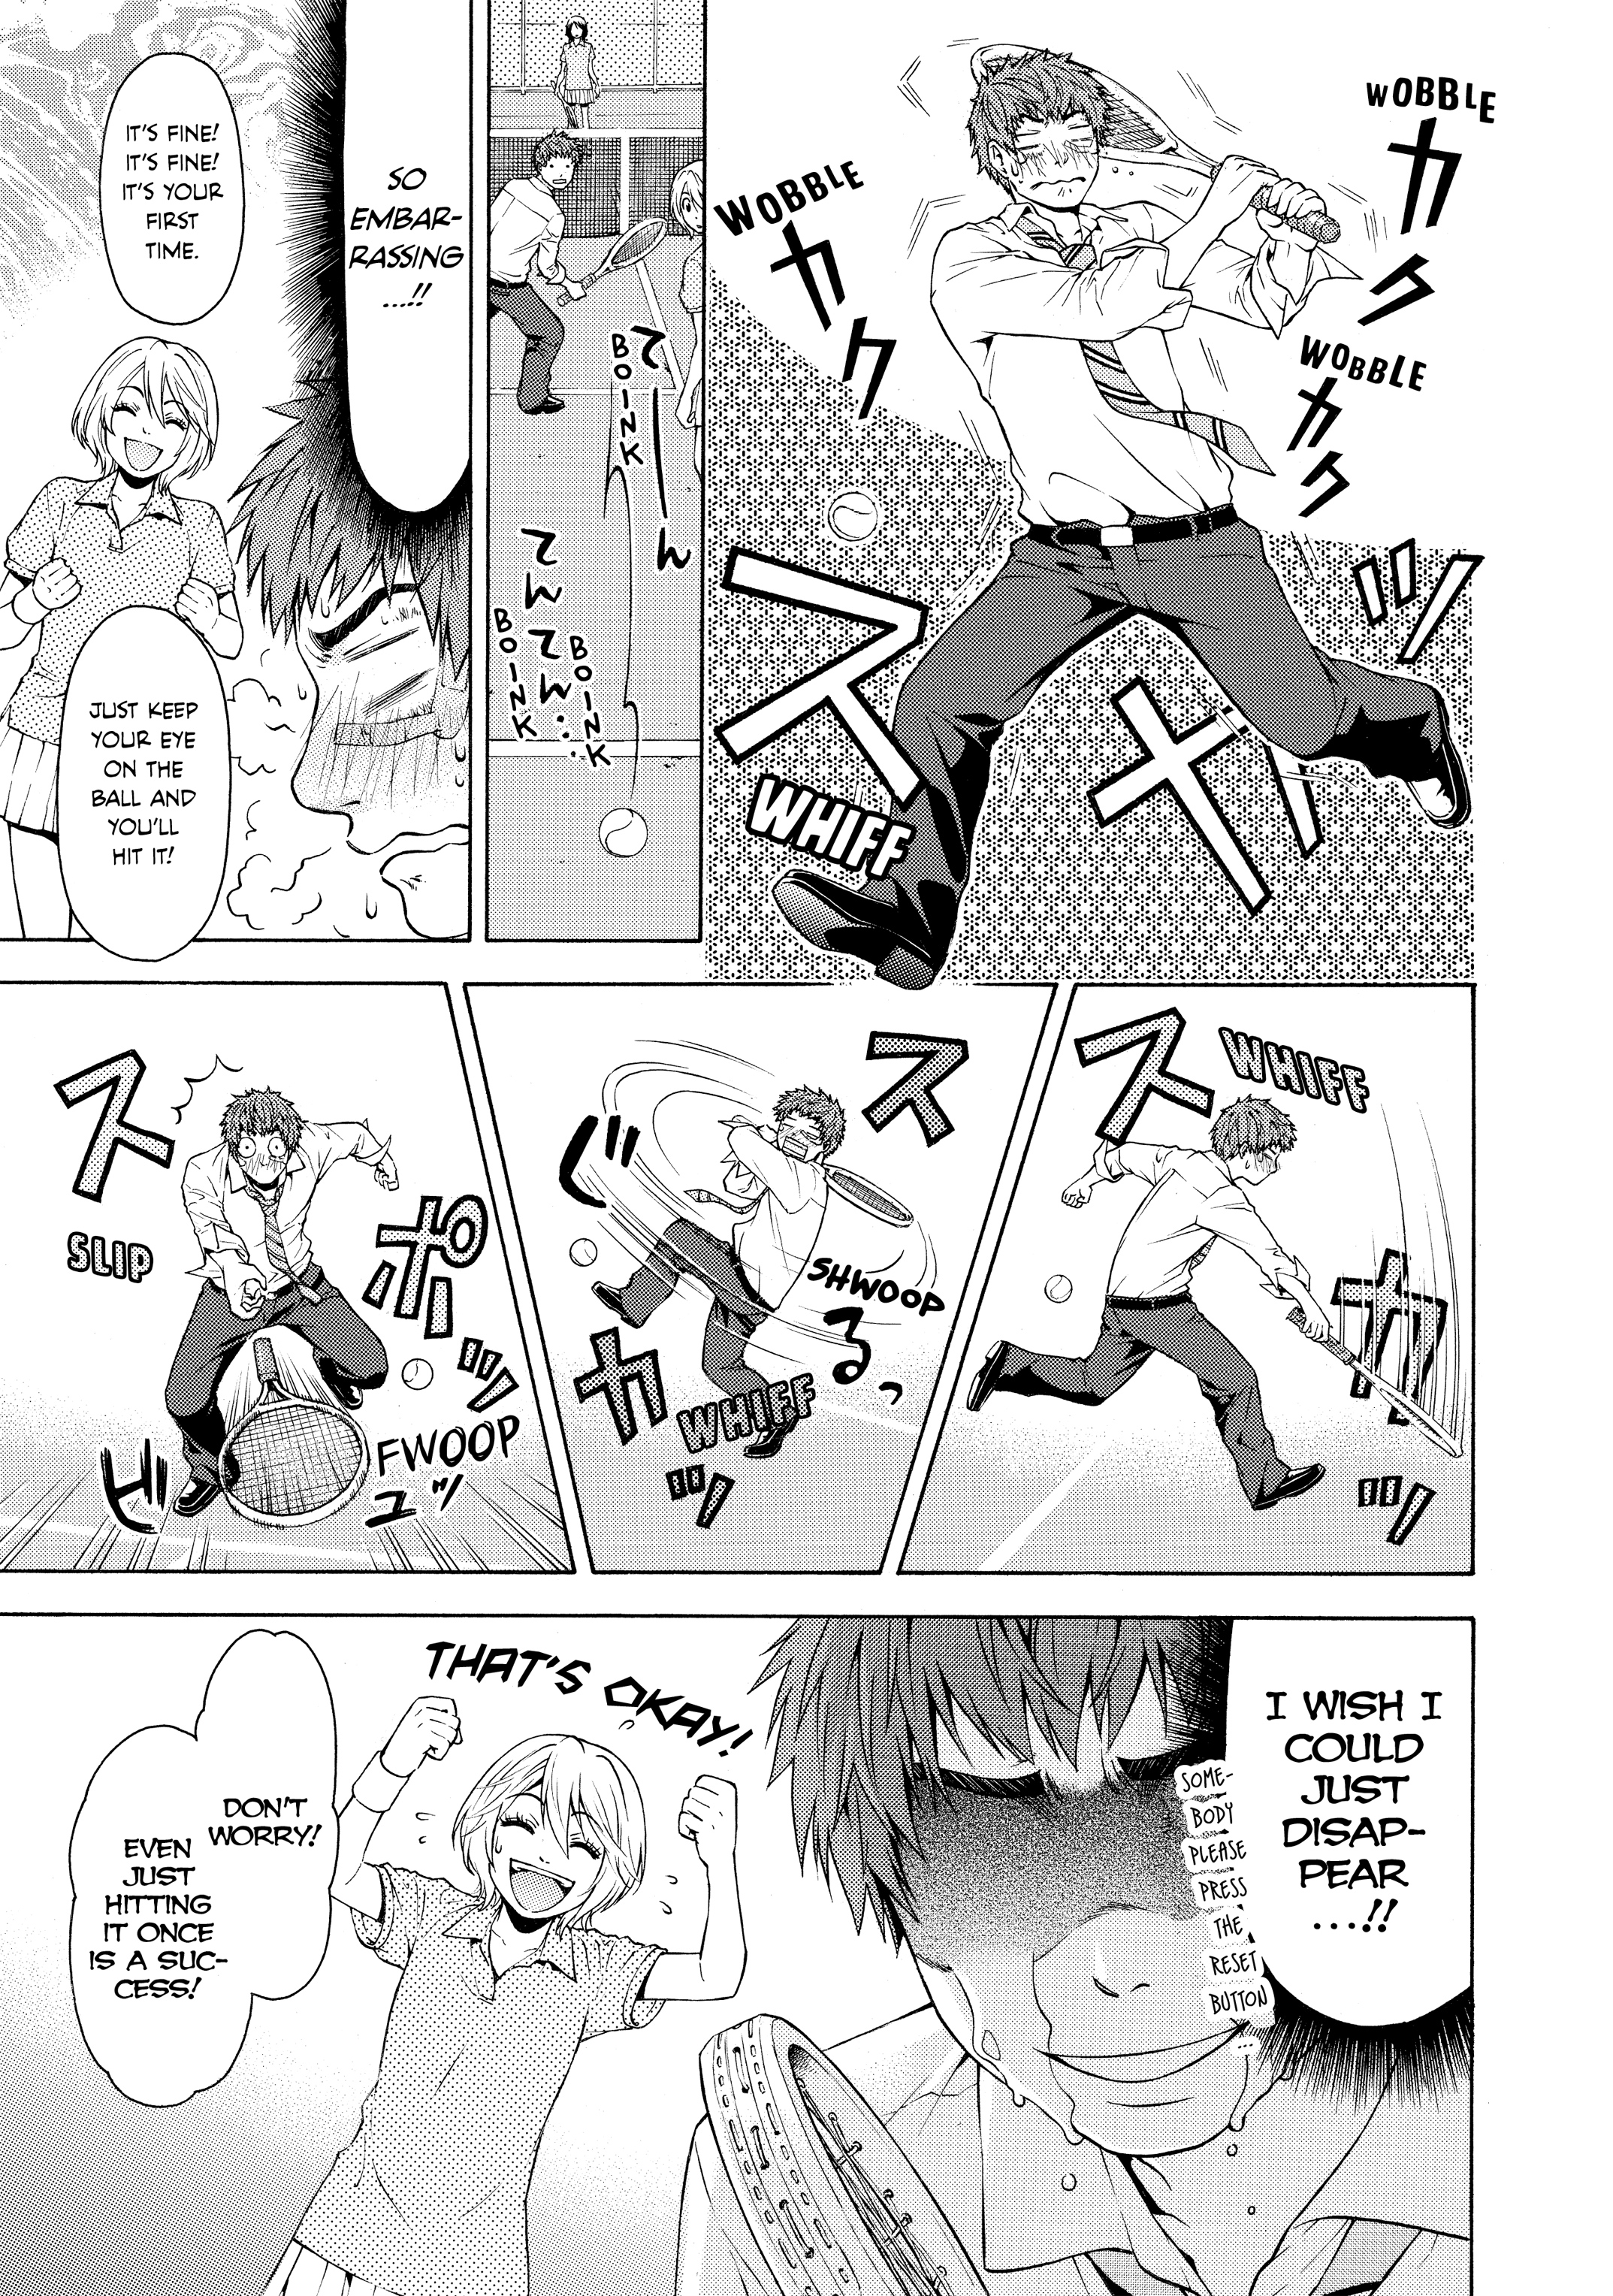 WOBBLE
カク
WOBBLE
カク
WOBBLE
カク
スカッ
WHIFF
てーん
BOINK
てんてん…
BOINK
BOINK
SO
EMBAR-
RASSING
...!!
IT'S FINE!
IT'S FINE!
IT'S YOUR
FIRST
TIME.
JUST KEEP
YOUR EYE
ON THE
BALL AND
YOU'LL
HIT IT!
スカッ
WHIFF
スカッ
WHIFF
ぐるっ
SHWOOP
スポッ
SLIP
ビュッ
FWOOP
I WISH I
COULD
JUST
DISAP-
PEAR
...!!
SOME-
BODY
PLEASE
PRESS
THE
RESET
BUTTON
...
THAT'S OKAY!
DON'T
WORRY!
EVEN
JUST
HITTING
IT ONCE
IS A SUC-
CESS!